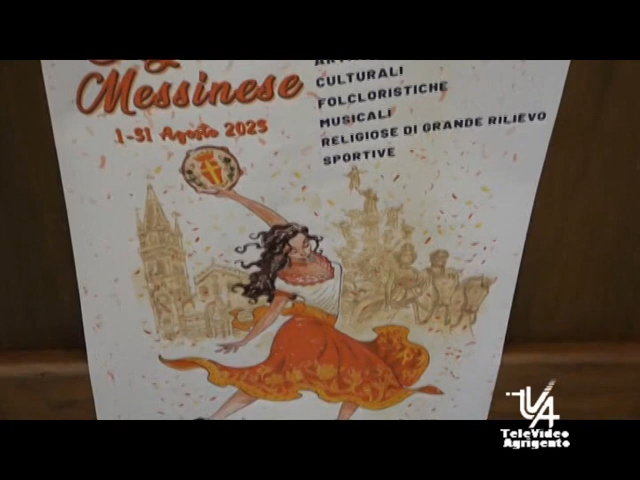 Messinese
1-31 Agosto 2025
CULTURALI
FOLCLORISTICHE
MUSICALI
RELIGIOSE DI GRANDE RILIEVO
SPORTIVE
TeleVideo
Agrigento